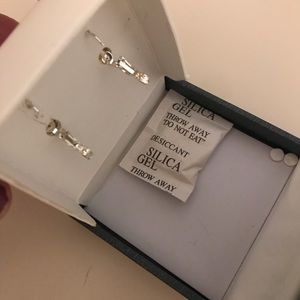 SILICA
GEL
THROW AWAY
"DO NOT EAT"
DESICCANT
SILICA
GEL
THROW AWAY